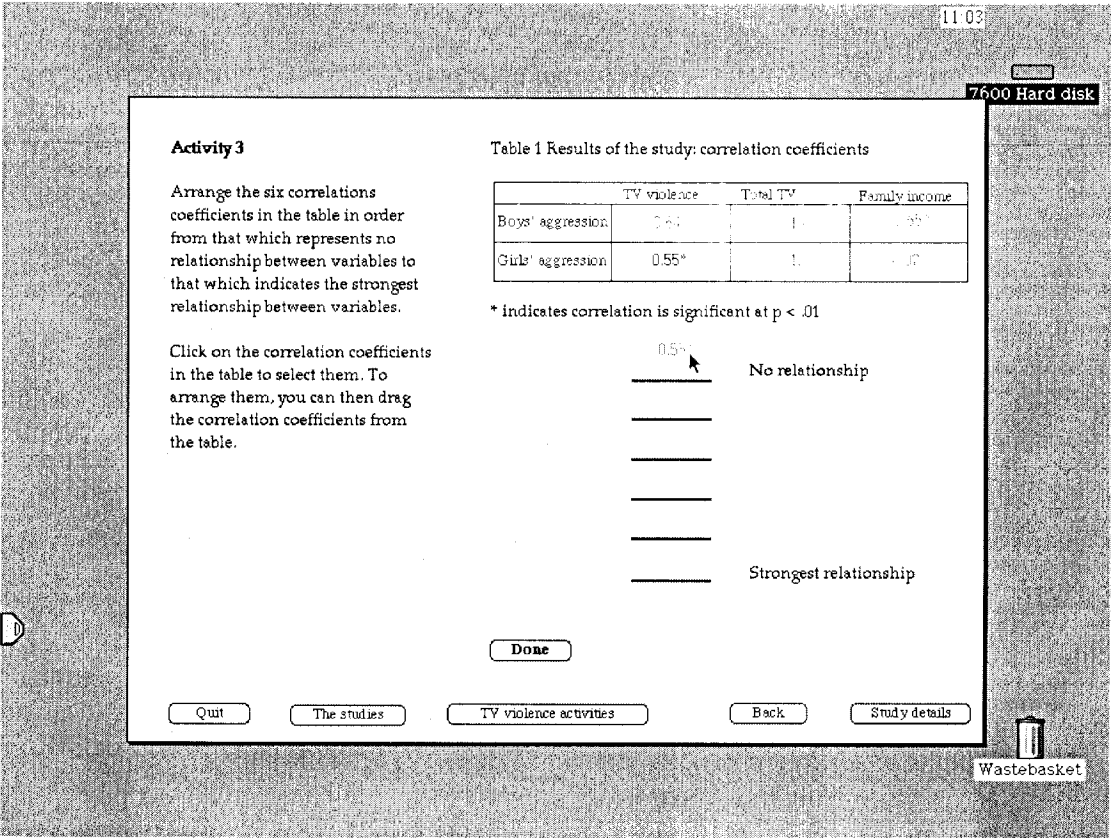 11:03
7600 Hard disk
Activity 3
Arrange the six correlations
coefficients in the table in order
from that which represents no
relationship between variables to
that which indicates the strongest
relationship between variables.
Click on the correlation coefficients
in the table to select them. To
arrange them, you can then drag
the correlation coefficients from
the table.
Table 1 Results of the study: correlation coefficients
TV violence Total TV Family income
Boys' aggression
Girls' aggression 0.55*
* indicates correlation is significant at p < .01
No relationship
Strongest relationship
Done
Quit The studies TV violence activities Back Study details
Wastebasket